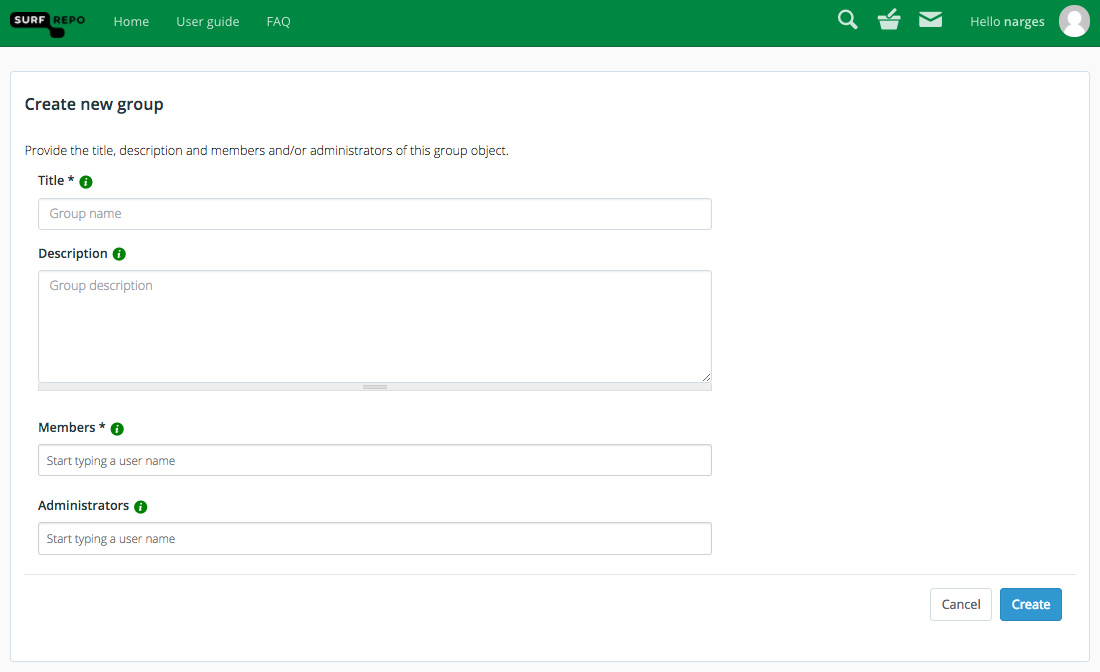 SURF REPO Home User guide FAQ Hello narges
Create new group
Provide the title, description and members and/or administrators of this group object.
Title *
Group name
Description
Group description
Members *
Start typing a user name
Administrators
Start typing a user name
Cancel Create